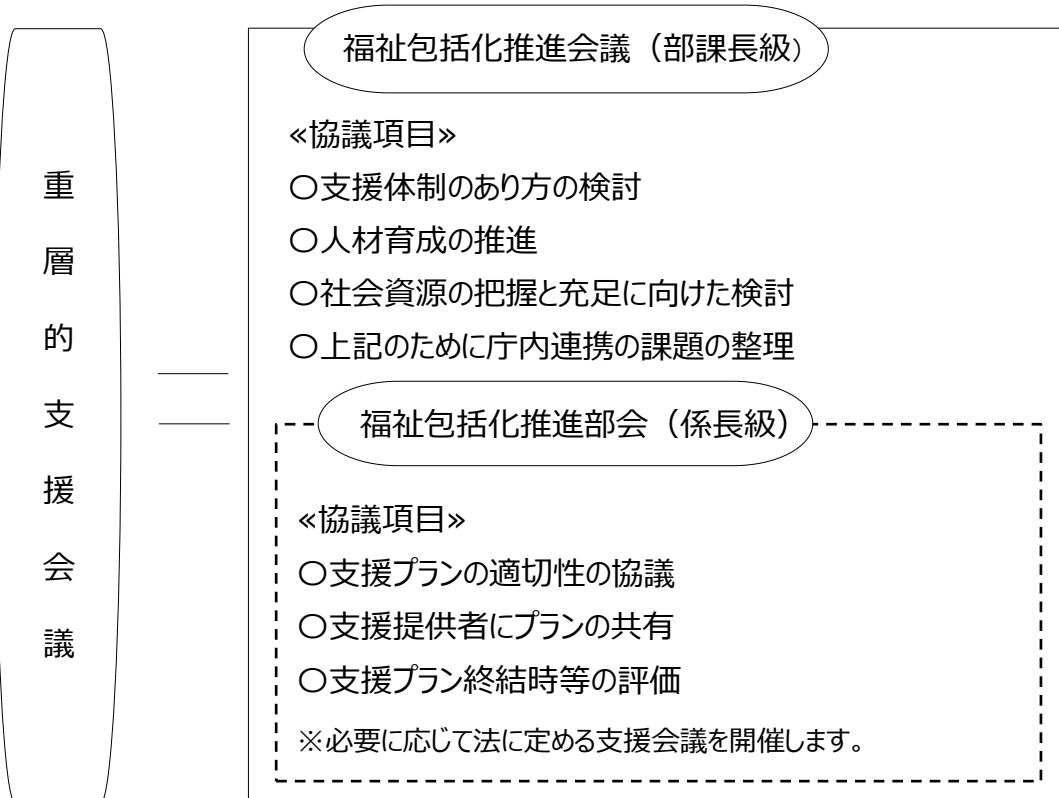 重層的支援会議
福祉包括化推進会議（部課長級）
≪協議項目≫
〇支援体制のあり方の検討
〇人材育成の推進
〇社会資源の把握と充足に向けた検討
〇上記のために庁内連携の課題の整理
福祉包括化推進部会（係長級）
≪協議項目≫
〇支援プランの適切性の協議
〇支援提供者にプランの共有
〇支援プラン終結時等の評価
※必要に応じて法に定める支援会議を開催します。